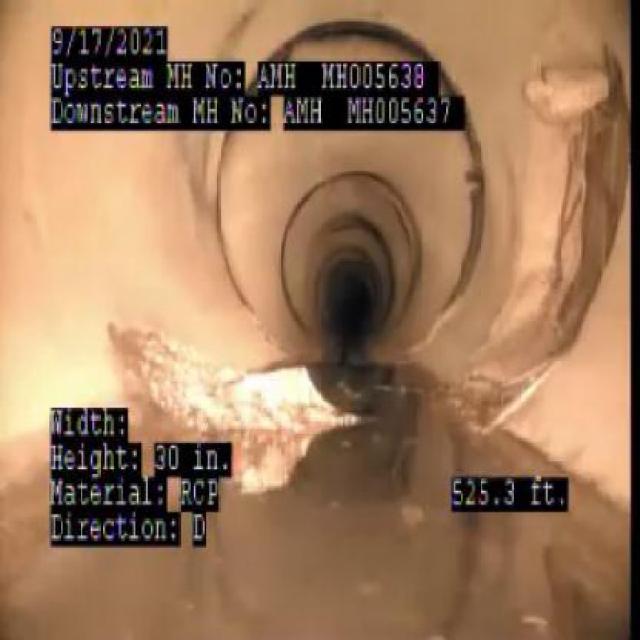 9/17/2021
Upstream MH No: AMH MH005638
Downstream MH No: AMH MH005637
Width:
Height: 30 in.
Material: RCP
Direction: D
525.3 ft.